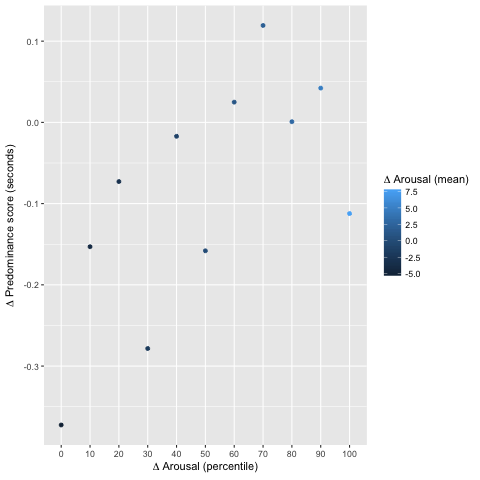 0.1
0.0
-0.1
-0.2
-0.3
Δ Predominance score (seconds)
0 10 20 30 40 50 60 70 80 90 100
Δ Arousal (percentile)
Δ Arousal (mean)
7.5
5.0
2.5
0.0
-2.5
-5.0